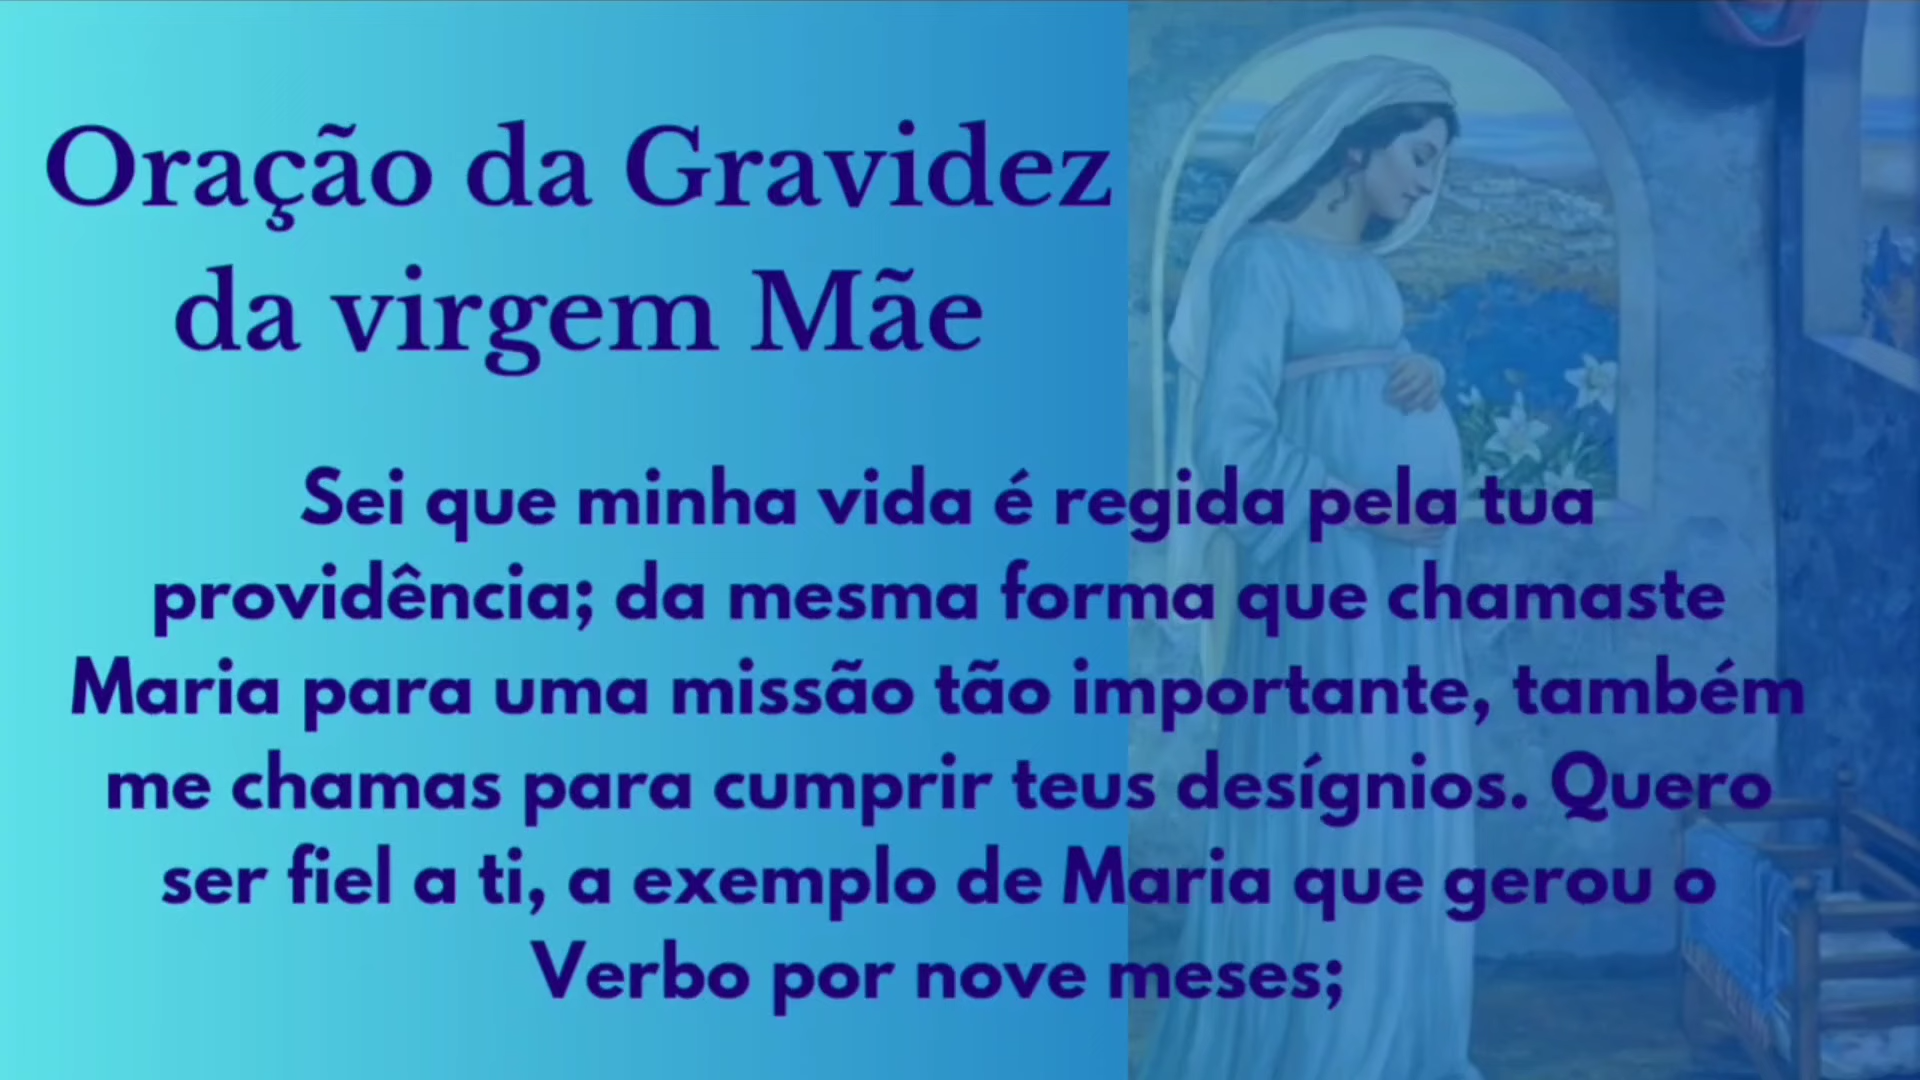 Oração da Gravidez
da virgem Mãe
Sei que minha vida é regida pela tua
providência; da mesma forma que chamaste
Maria para uma missão tão importante, também
me chamas para cumprir teus desígnios. Quero
ser fiel a ti, a exemplo de Maria que gerou o
Verbo por nove meses;